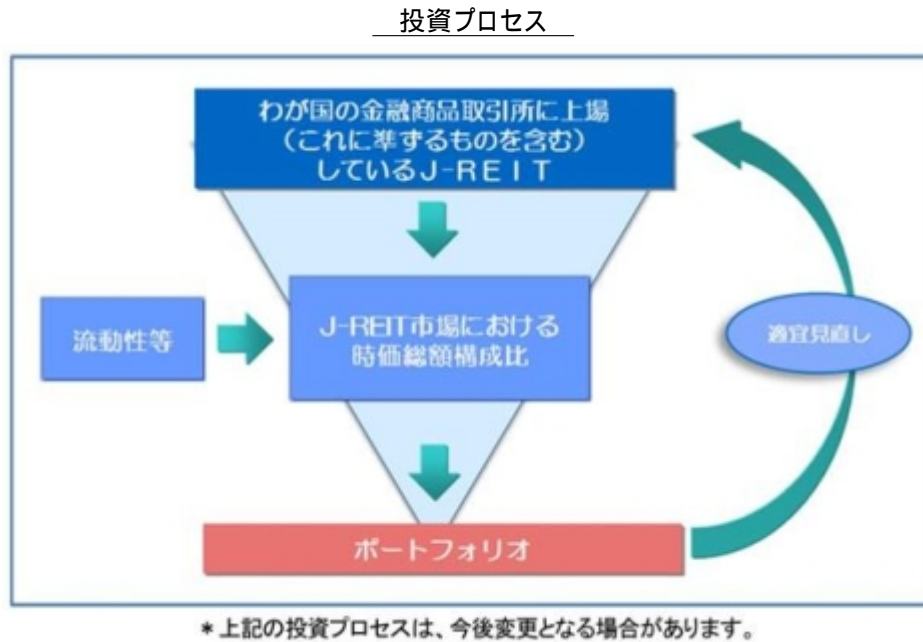 投資プロセス
わが国の金融商品取引所に上場
（これに準ずるものを含む）
しているJ-REIT
流動性等
J-REIT市場における
時価総額構成比
適宜見直し
ポートフォリオ
*上記の投資プロセスは、今後変更となる場合があります。